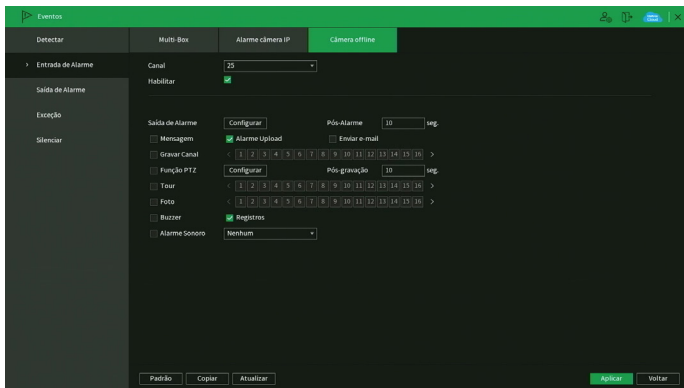 Eventos
Detectar
Multi-Box Alarme câmera IP Câmera offline
Entrada de Alarme
Canal 25
Habilitar
Saída de Alarme
Exceção
Saída de Alarme Configurar Pós-Alarme 10 seg.
Silenciar
Mensagem Alarme Upload Enviar e-mail
Gravar Canal < 1 2 3 4 5 6 7 8 9 10 11 12 13 14 15 16 >
Função PTZ Configurar Pós-gravação 10 seg.
Tour < 1 2 3 4 5 6 7 8 9 10 11 12 13 14 15 16 >
Foto < 1 2 3 4 5 6 7 8 9 10 11 12 13 14 15 16 >
Buzzer Registros
Alarme Sonoro Nenhum
Padrão Copiar Atualizar Aplicar Voltar